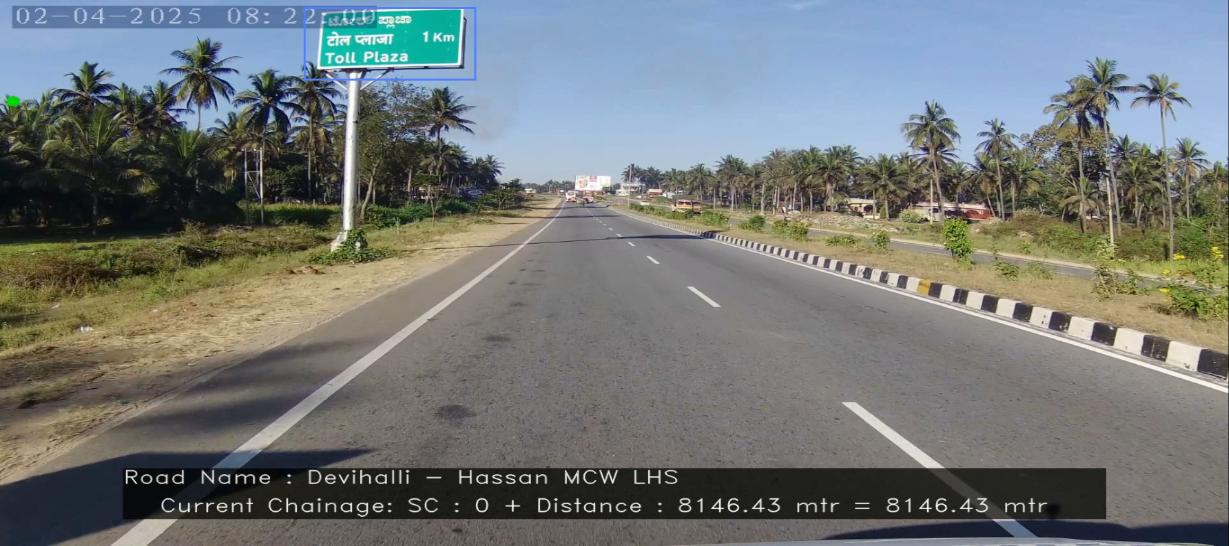 02-04-2025 08:22:00
ಟೋಲ್ ಪ್ಲಾಜಾ
टोल प्लाजा 1 Km
Toll Plaza
Road Name : Devihalli - Hassan MCW LHS
Current Chainage: SC : 0 + Distance : 8146.43 mtr = 8146.43 mtr